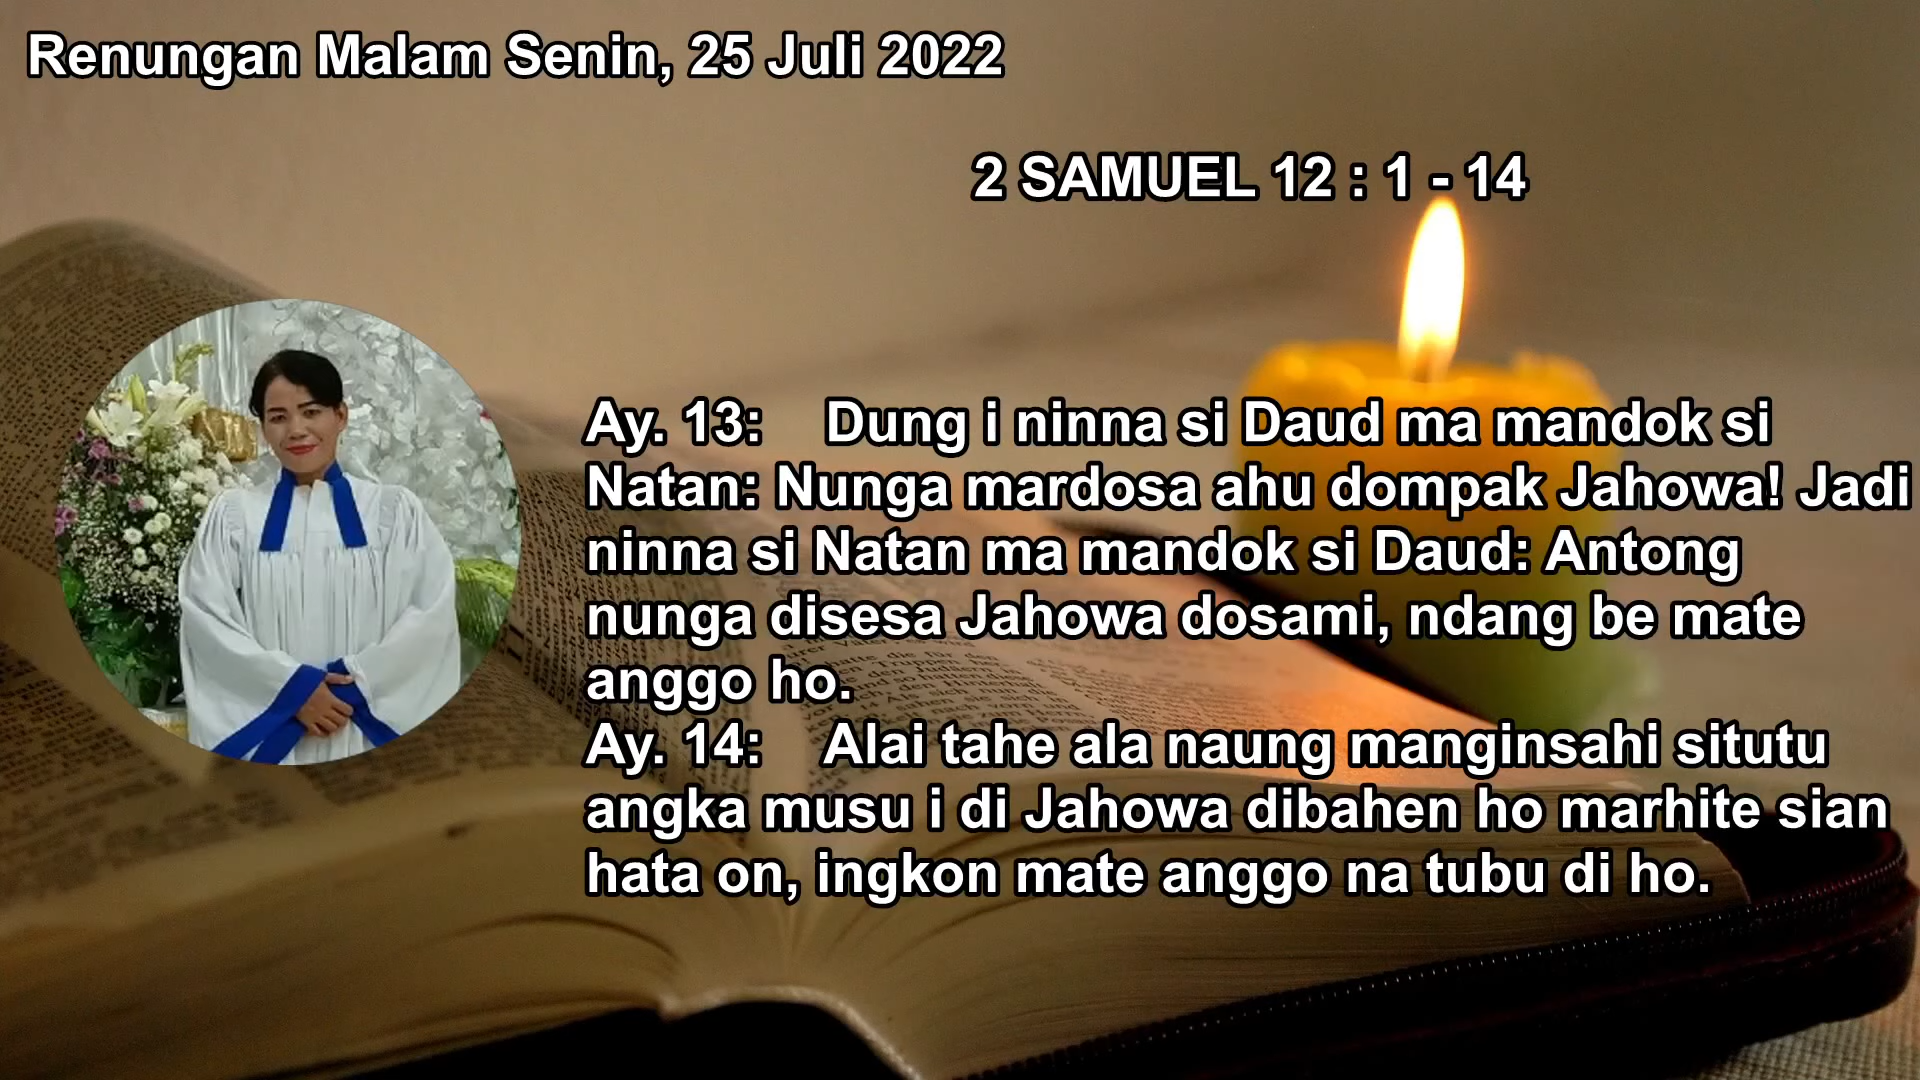 Renungan Malam Senin, 25 Juli 2022
2 SAMUEL 12 : 1 - 14
Ay. 13: Dung i ninna si Daud ma mandok si
Natan: Nunga mardosa ahu dompak Jahowa! Jadi
ninna si Natan ma mandok si Daud: Antong
nunga disesa Jahowa dosami, ndang be mate
anggo ho.
Ay. 14: Alai tahe ala naung manginsahi situtu
angka musu i di Jahowa dibahen ho marhite sian
hata on, ingkon mate anggo na tubu di ho.